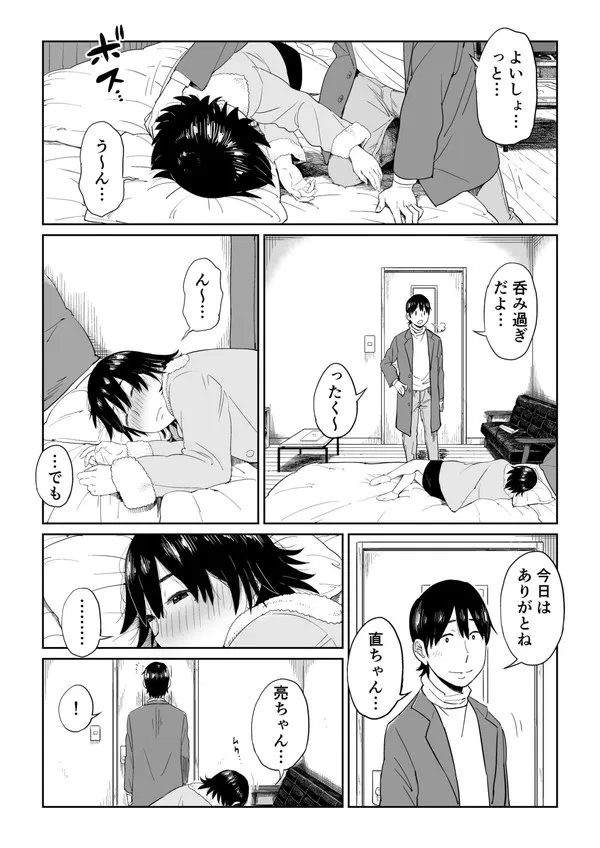 よいしょ…
っと…
ボス…
う〜ん…
呑み過ぎ
だよ…
ったく〜
ん〜…
…でも
今日は
ありがとね
直ちゃん…
………
亮ちゃん…
むく
！